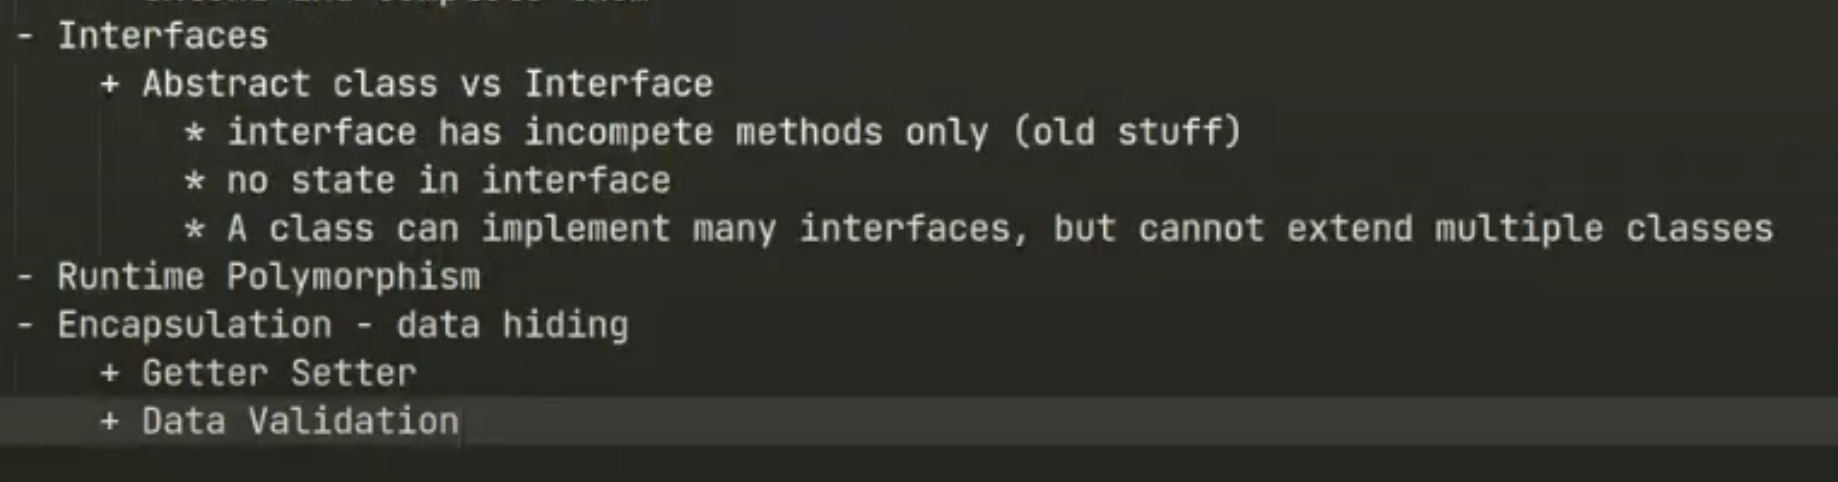 - Interfaces
+ Abstract class vs Interface
* interface has incompete methods only (old stuff)
* no state in interface
* A class can implement many interfaces, but cannot extend multiple classes
- Runtime Polymorphism
- Encapsulation - data hiding
+ Getter Setter
+ Data Validation